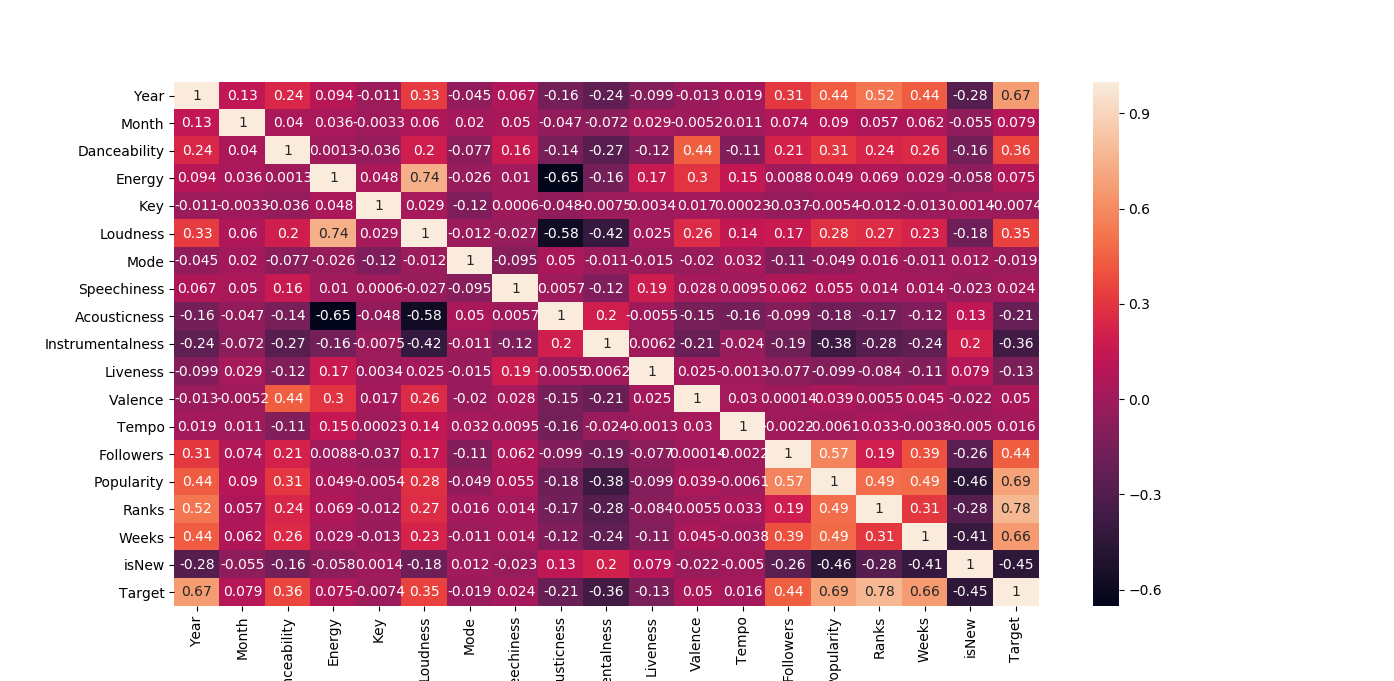 Year 1 0.13 0.24 0.094 -0.011 0.33 -0.045 0.067 -0.16 -0.24 -0.099 -0.013 0.019 0.31 0.44 0.52 0.44 -0.28 0.67
Month 0.13 1 0.04 0.036 -0.0033 0.06 0.02 0.05 -0.047 -0.072 0.029 -0.0052 0.011 0.074 0.09 0.057 0.062 -0.055 0.079
0.9
Danceability 0.24 0.04 1 0.0013 -0.036 0.2 -0.077 0.16 -0.14 -0.27 -0.12 0.44 -0.11 0.21 0.31 0.24 0.26 -0.16 0.36
Energy 0.094 0.036 0.0013 1 0.048 0.74 -0.026 0.01 -0.65 -0.16 0.17 0.3 0.15 0.0088 0.049 0.069 0.029 -0.058 0.075
Key -0.011 -0.0033 -0.036 0.048 1 0.029 -0.12 0.0006 -0.048 -0.0075 0.0034 0.017 0.00023 -0.037 -0.0054 -0.012 -0.013 0.0014 -0.0074
0.6
Loudness 0.33 0.06 0.2 0.74 0.029 1 -0.012 -0.027 -0.58 -0.42 0.025 0.26 0.14 0.17 0.28 0.27 0.23 -0.18 0.35
Mode -0.045 0.02 -0.077 -0.026 -0.12 -0.012 1 -0.095 0.05 -0.011 -0.015 -0.02 0.032 -0.11 -0.049 0.016 -0.011 0.012 -0.019
Speechiness 0.067 0.05 0.16 0.01 0.0006 -0.027 -0.095 1 0.0057 -0.12 0.19 0.028 0.0095 0.062 0.055 0.014 0.014 -0.023 0.024
0.3
Acousticness -0.16 -0.047 -0.14 -0.65 -0.048 -0.58 0.05 0.0057 1 0.2 -0.0055 -0.15 -0.16 -0.099 -0.18 -0.17 -0.12 0.13 -0.21
Instrumentalness -0.24 -0.072 -0.27 -0.16 -0.0075 -0.42 -0.011 -0.12 0.2 1 0.0062 -0.21 -0.024 -0.19 -0.38 -0.28 -0.24 0.2 -0.36
Liveness -0.099 0.029 -0.12 0.17 0.0034 0.025 -0.015 0.19 -0.0055 0.0062 1 0.025 -0.0013 -0.077 -0.099 -0.084 -0.11 0.079 -0.13
Valence -0.013 -0.0052 0.44 0.3 0.017 0.26 -0.02 0.028 -0.15 -0.21 0.025 1 0.03 0.00014 0.039 0.0055 0.045 -0.022 0.05
0.0
Tempo 0.019 0.011 -0.11 0.15 0.00023 0.14 0.032 0.0095 -0.16 -0.024 -0.0013 0.03 1 -0.0022 -0.0061 0.033 -0.0038 -0.005 0.016
Followers 0.31 0.074 0.21 0.0088 -0.037 0.17 -0.11 0.062 -0.099 -0.19 -0.077 0.00014 -0.0022 1 0.57 0.19 0.39 -0.26 0.44
Popularity 0.44 0.09 0.31 0.049 -0.0054 0.28 -0.049 0.055 -0.18 -0.38 -0.099 0.039 -0.0061 0.57 1 0.49 0.49 -0.46 0.69
−0.3
Ranks 0.52 0.057 0.24 0.069 -0.012 0.27 0.016 0.014 -0.17 -0.28 -0.084 0.0055 0.033 0.19 0.49 1 0.31 -0.28 0.78
Weeks 0.44 0.062 0.26 0.029 -0.013 0.23 -0.011 0.014 -0.12 -0.24 -0.11 0.045 -0.0038 0.39 0.49 0.31 1 -0.41 0.66
isNew -0.28 -0.055 -0.16 -0.058 0.0014 -0.18 0.012 -0.023 0.13 0.2 0.079 -0.022 -0.005 -0.26 -0.46 -0.28 -0.41 1 -0.45
Target 0.67 0.079 0.36 0.075 -0.0074 0.35 -0.019 0.024 -0.21 -0.36 -0.13 0.05 0.016 0.44 0.69 0.78 0.66 -0.45 1
−0.6
Year
Month
nceability
Energy
Key
Loudness
Mode
eechiness
usticness
entalness
Liveness
Valence
Tempo
Followers
opularity
Ranks
Weeks
isNew
Target